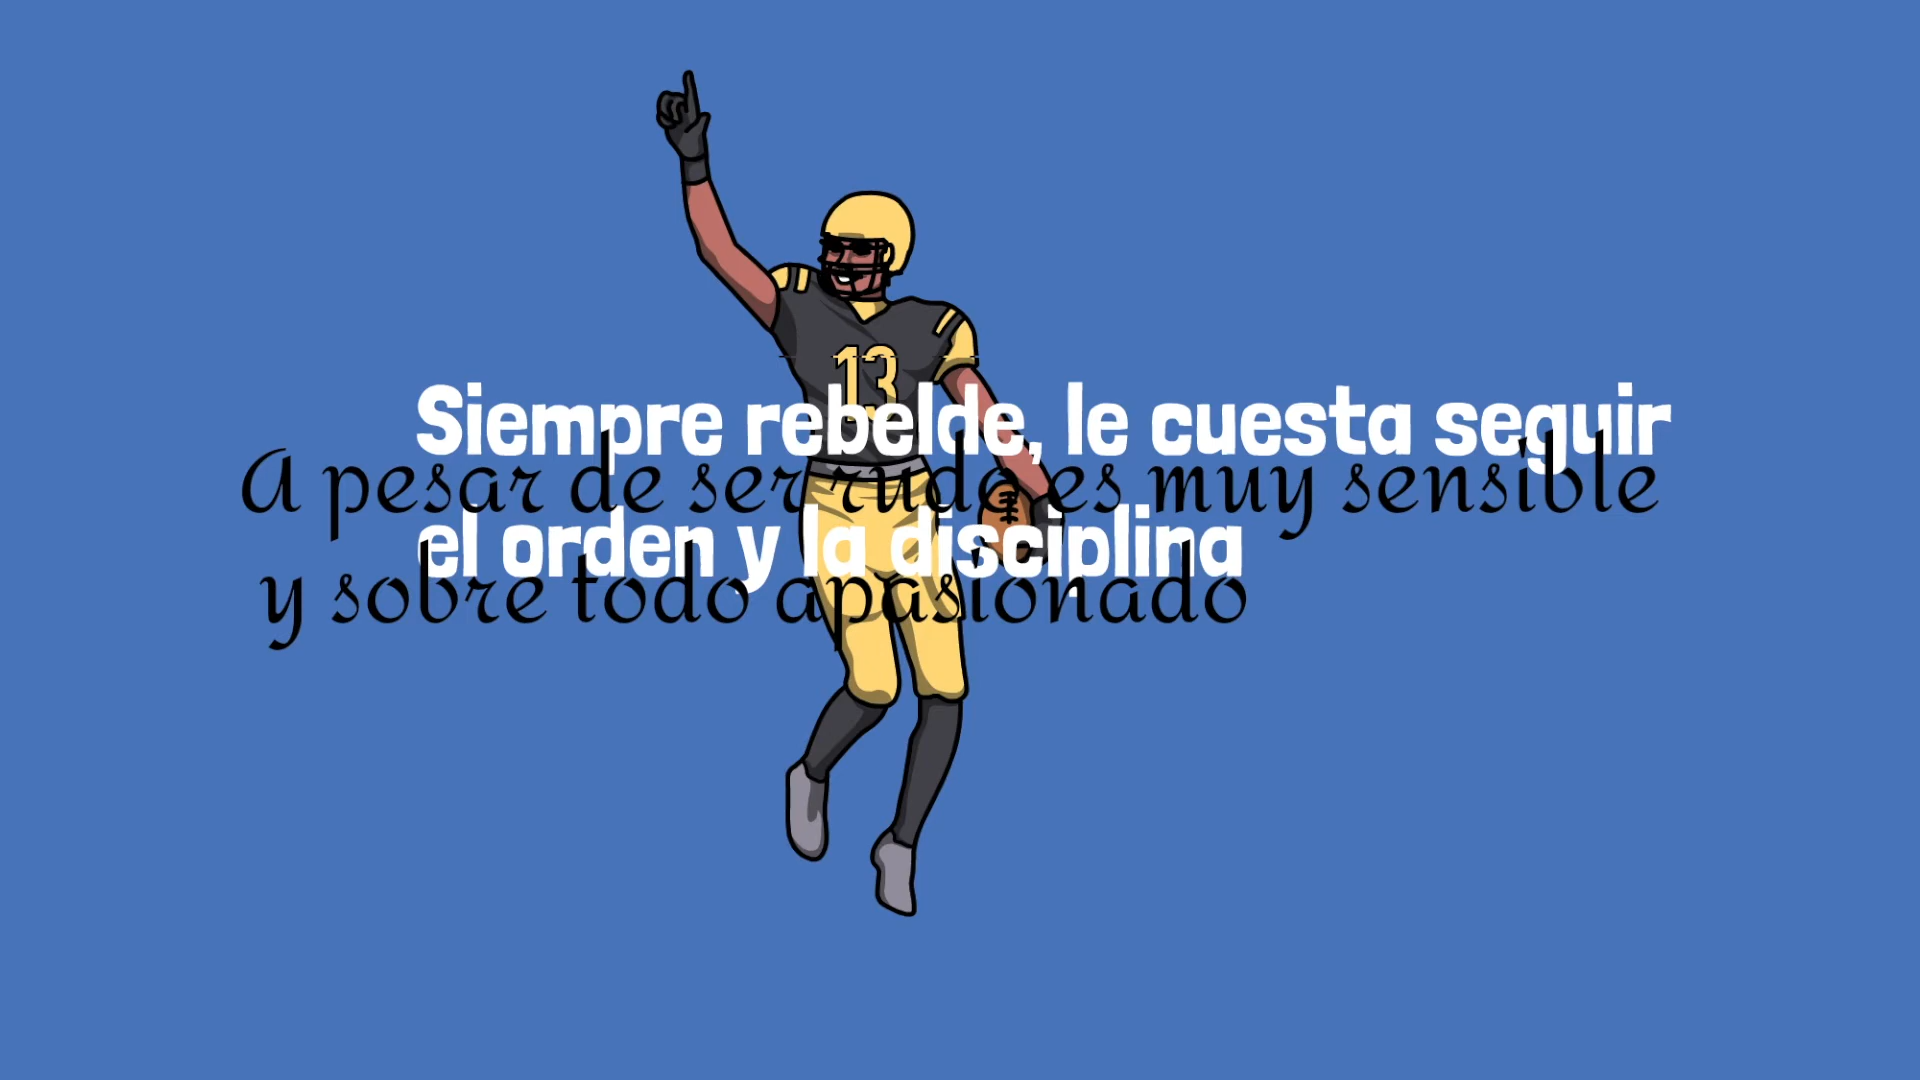 13
Siempre rebelde, le cuesta seguir
el orden y la disciplina
A pesar de ser rudo es muy sensible
y sobre todo apasionado